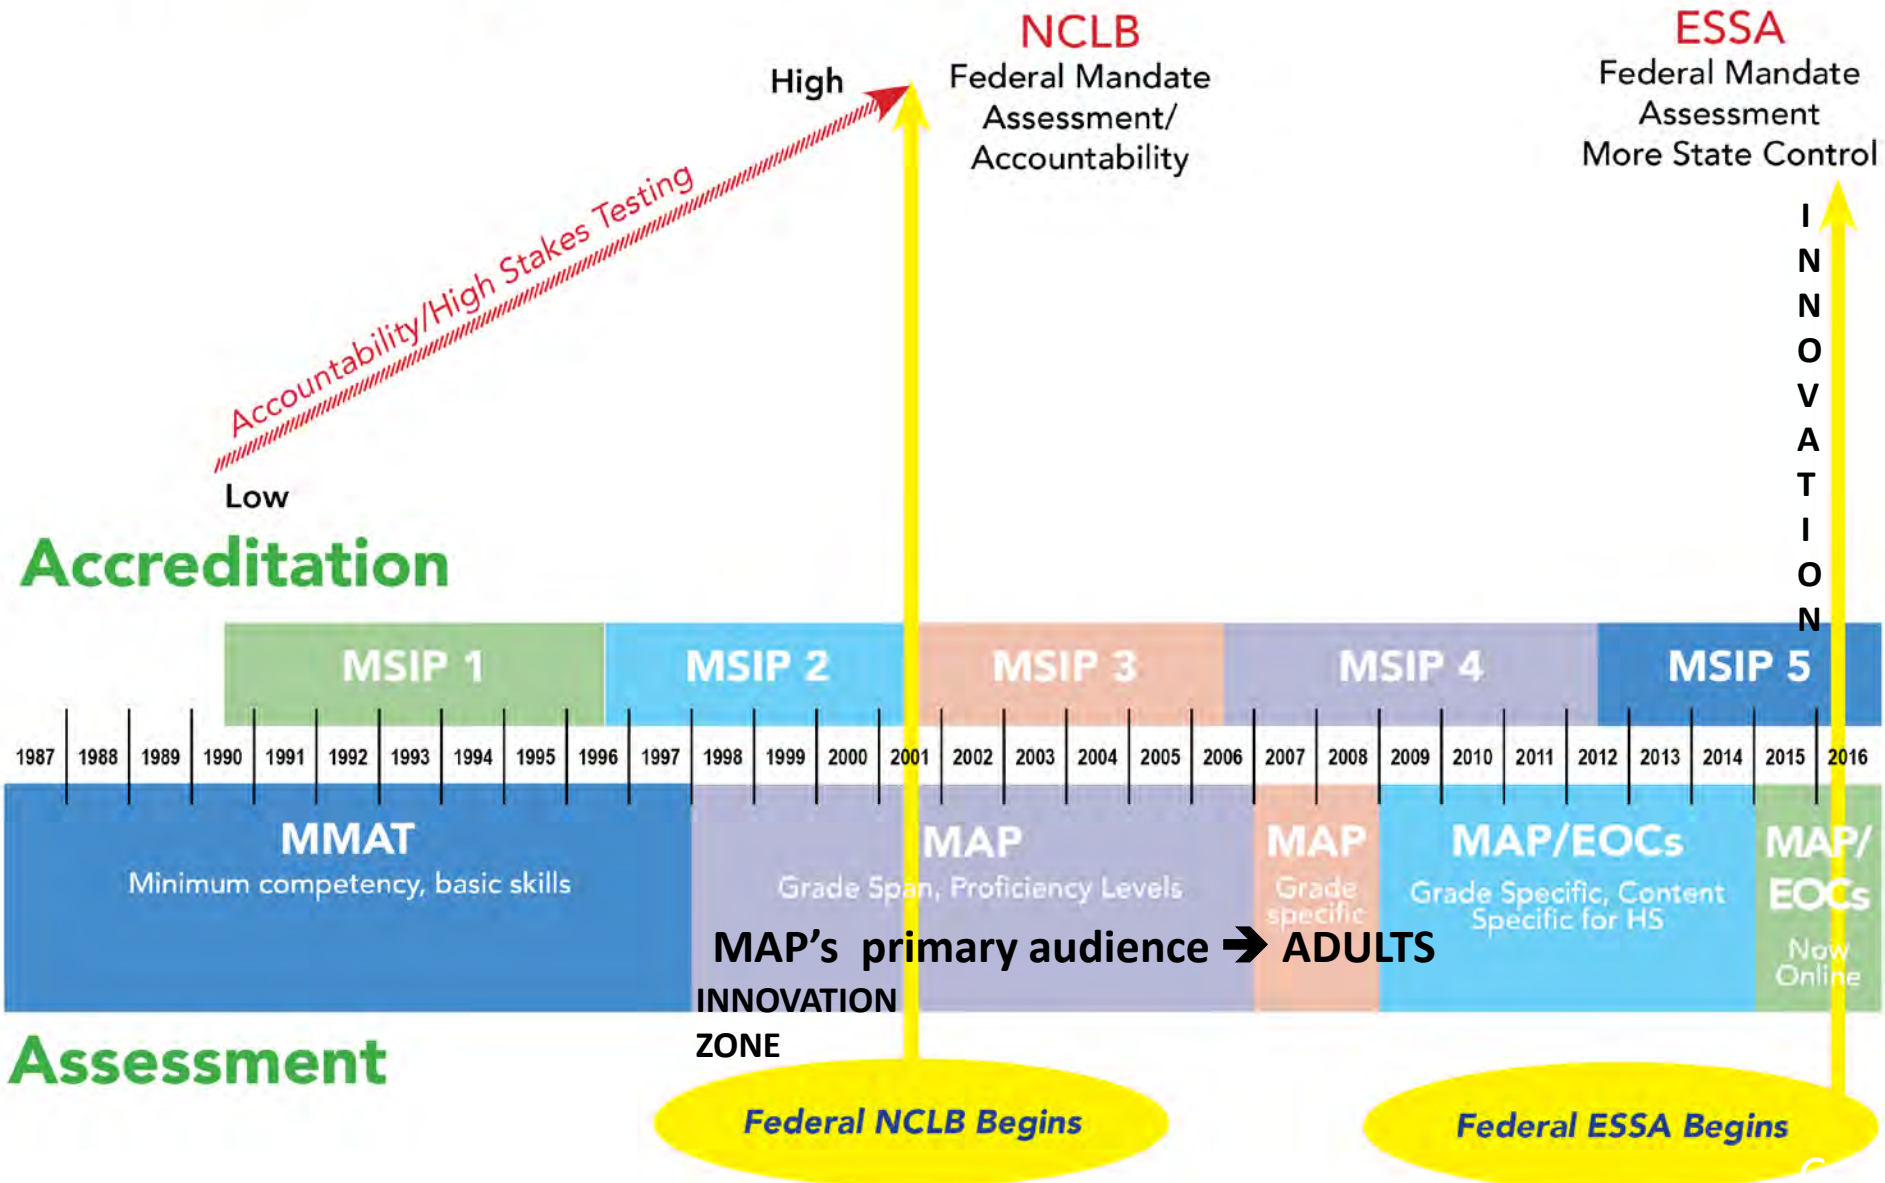 NCLB
Federal Mandate
Assessment/
Accountability
ESSA
Federal Mandate
Assessment
More State Control
High
Accountability/High Stakes Testing
Low
I
N
N
O
V
A
T
I
O
N
Accreditation
MSIP 1
MSIP 2
MSIP 3
MSIP 4
MSIP 5
1987 1988 1989 1990 1991 1992 1993 1994 1995 1996 1997 1998 1999 2000 2001 2002 2003 2004 2005 2006 2007 2008 2009 2010 2011 2012 2013 2014 2015 2016
MMAT
Minimum competency, basic skills
MAP
Grade Span, Proficiency Levels
MAP
Grade
specific
MAP/EOCs
Grade Specific, Content
Specific for HS
MAP/
EOCs
Now
Online
MAP's primary audience ➔ ADULTS
INNOVATION
ZONE
Assessment
Federal NCLB Begins
Federal ESSA Begins